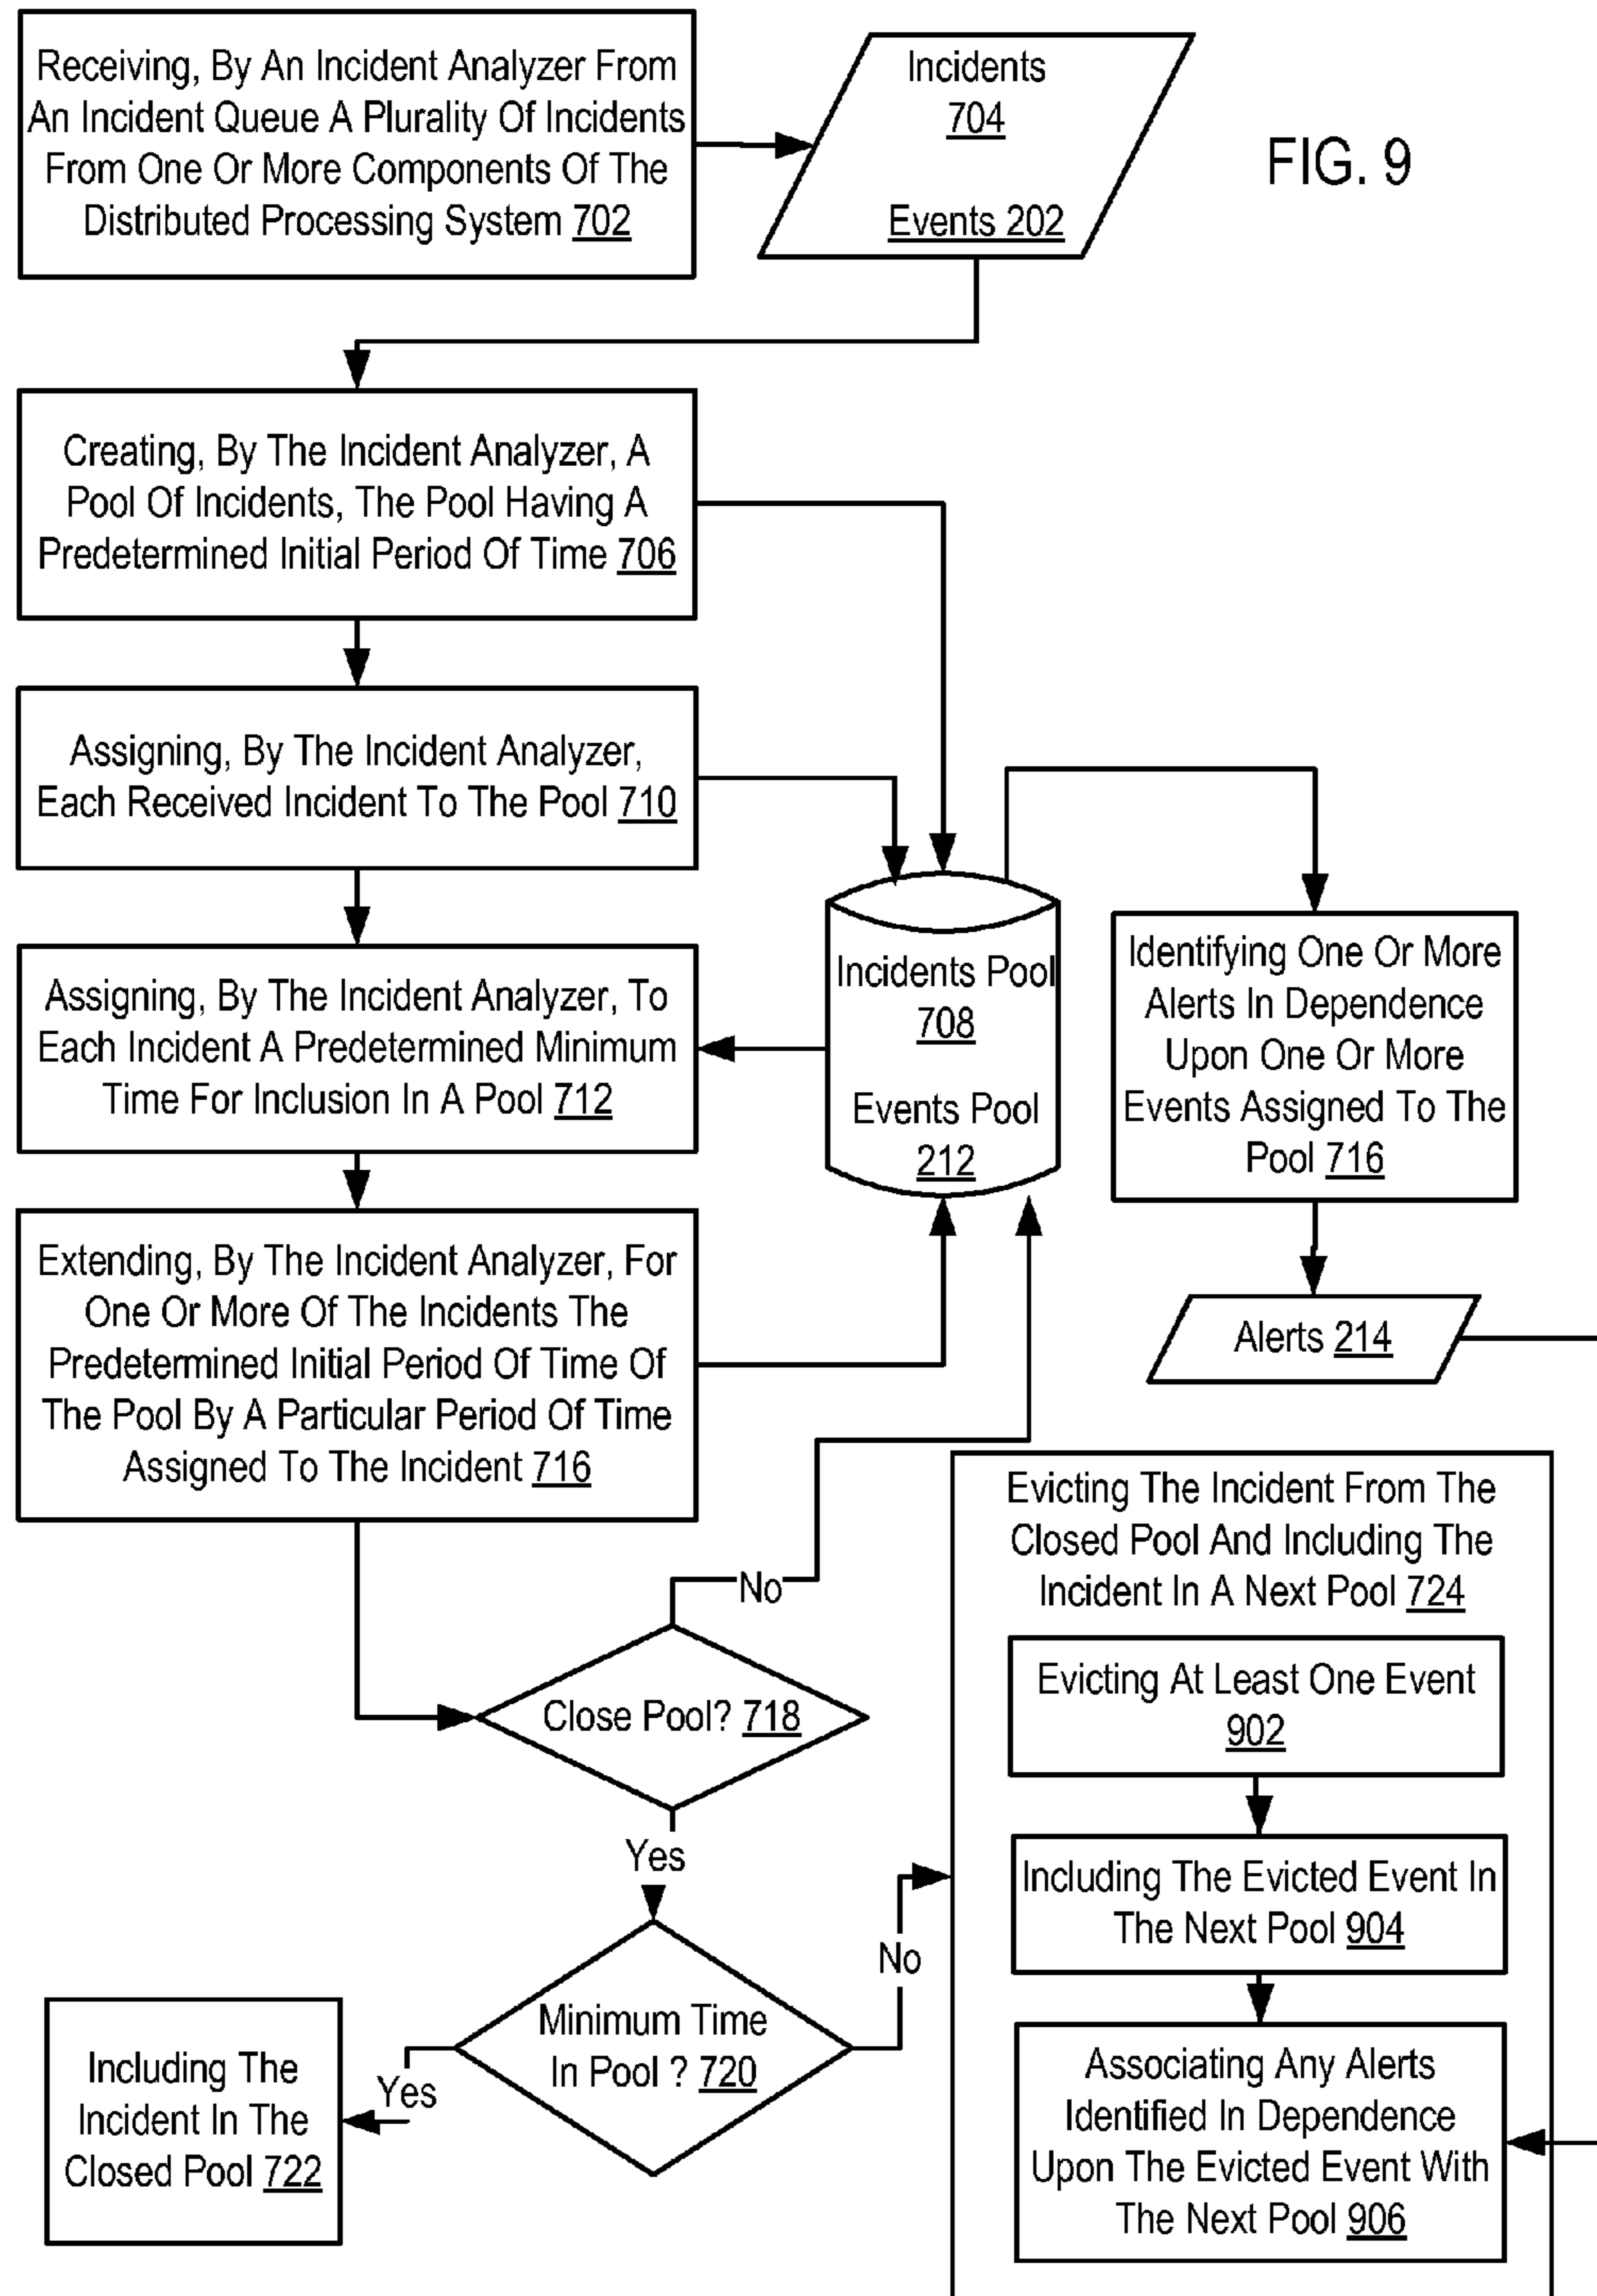 Receiving, By An Incident Analyzer From
An Incident Queue A Plurality Of Incidents
From One Or More Components Of The
Distributed Processing System 702
Incidents
704
Events 202
FIG. 9
Creating, By The Incident Analyzer, A
Pool Of Incidents, The Pool Having A
Predetermined Initial Period Of Time 706
Assigning, By The Incident Analyzer,
Each Received Incident To The Pool 710
Assigning, By The Incident Analyzer, To
Each Incident A Predetermined Minimum
Time For Inclusion In A Pool 712
Incidents Pool
708
Events Pool
212
Identifying One Or More
Alerts In Dependence
Upon One Or More
Events Assigned To The
Pool 716
Extending, By The Incident Analyzer, For
One Or More Of The Incidents The
Predetermined Initial Period Of Time Of
The Pool By A Particular Period Of Time
Assigned To The Incident 716
Alerts 214
No
Close Pool? 718
Yes
Minimum Time
In Pool ? 720
Yes
Including The
Incident In The
Closed Pool 722
No
Evicting The Incident From The
Closed Pool And Including The
Incident In A Next Pool 724
Evicting At Least One Event
902
Including The Evicted Event In
The Next Pool 904
Associating Any Alerts
Identified In Dependence
Upon The Evicted Event With
The Next Pool 906